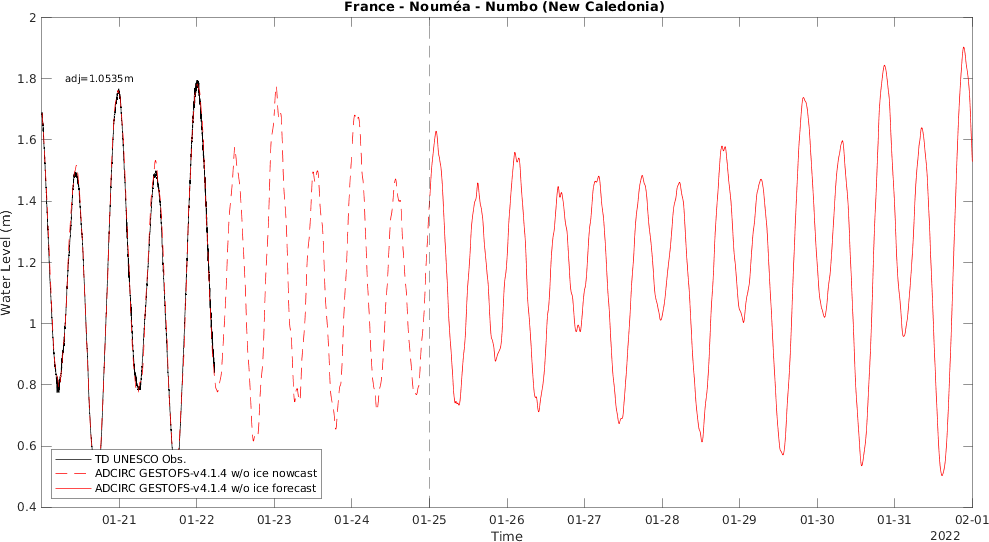 France - Nouméa - Numbo (New Caledonia)
2
1.8
1.6
1.4
1.2
1
0.8
0.6
0.4
Water Level (m)
adj=1.0535m
TD UNESCO Obs.
ADCIRC GESTOFS-v4.1.4 w/o ice nowcast
ADCIRC GESTOFS-v4.1.4 w/o ice forecast
01-21 01-22 01-23 01-24 01-25 01-26 01-27 01-28 01-29 01-30 01-31 02-01
Time
2022